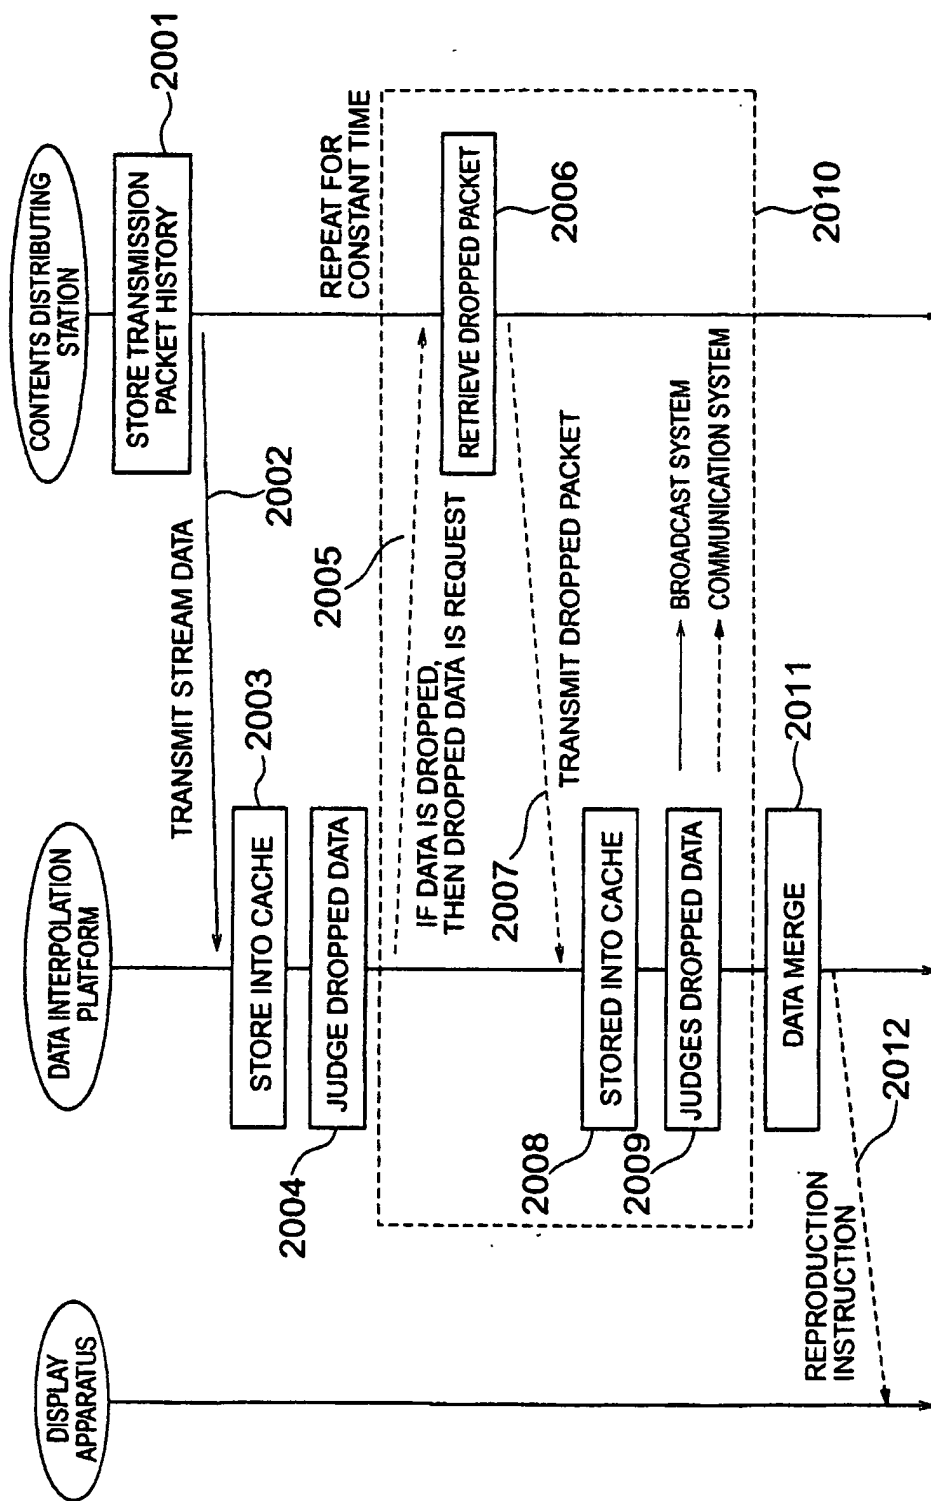 DISPLAY
APPARATUS
DATA INTERPOLATION
PLATFORM
CONTENTS DISTRIBUTING
STATION
STORE TRANSMISSION
PACKET HISTORY
2001
TRANSMIT STREAM DATA
2002
STORE INTO CACHE
2003
JUDGE DROPPED DATA
2004
REPEAT FOR
CONSTANT TIME
2005
IF DATA IS DROPPED,
THEN DROPPED DATA IS REQUEST
RETRIEVE DROPPED PACKET
2006
2007
TRANSMIT DROPPED PACKET
STORED INTO CACHE
2008
JUDGES DROPPED DATA
2009
BROADCAST SYSTEM
COMMUNICATION SYSTEM
2010
DATA MERGE
2011
REPRODUCTION
INSTRUCTION
2012